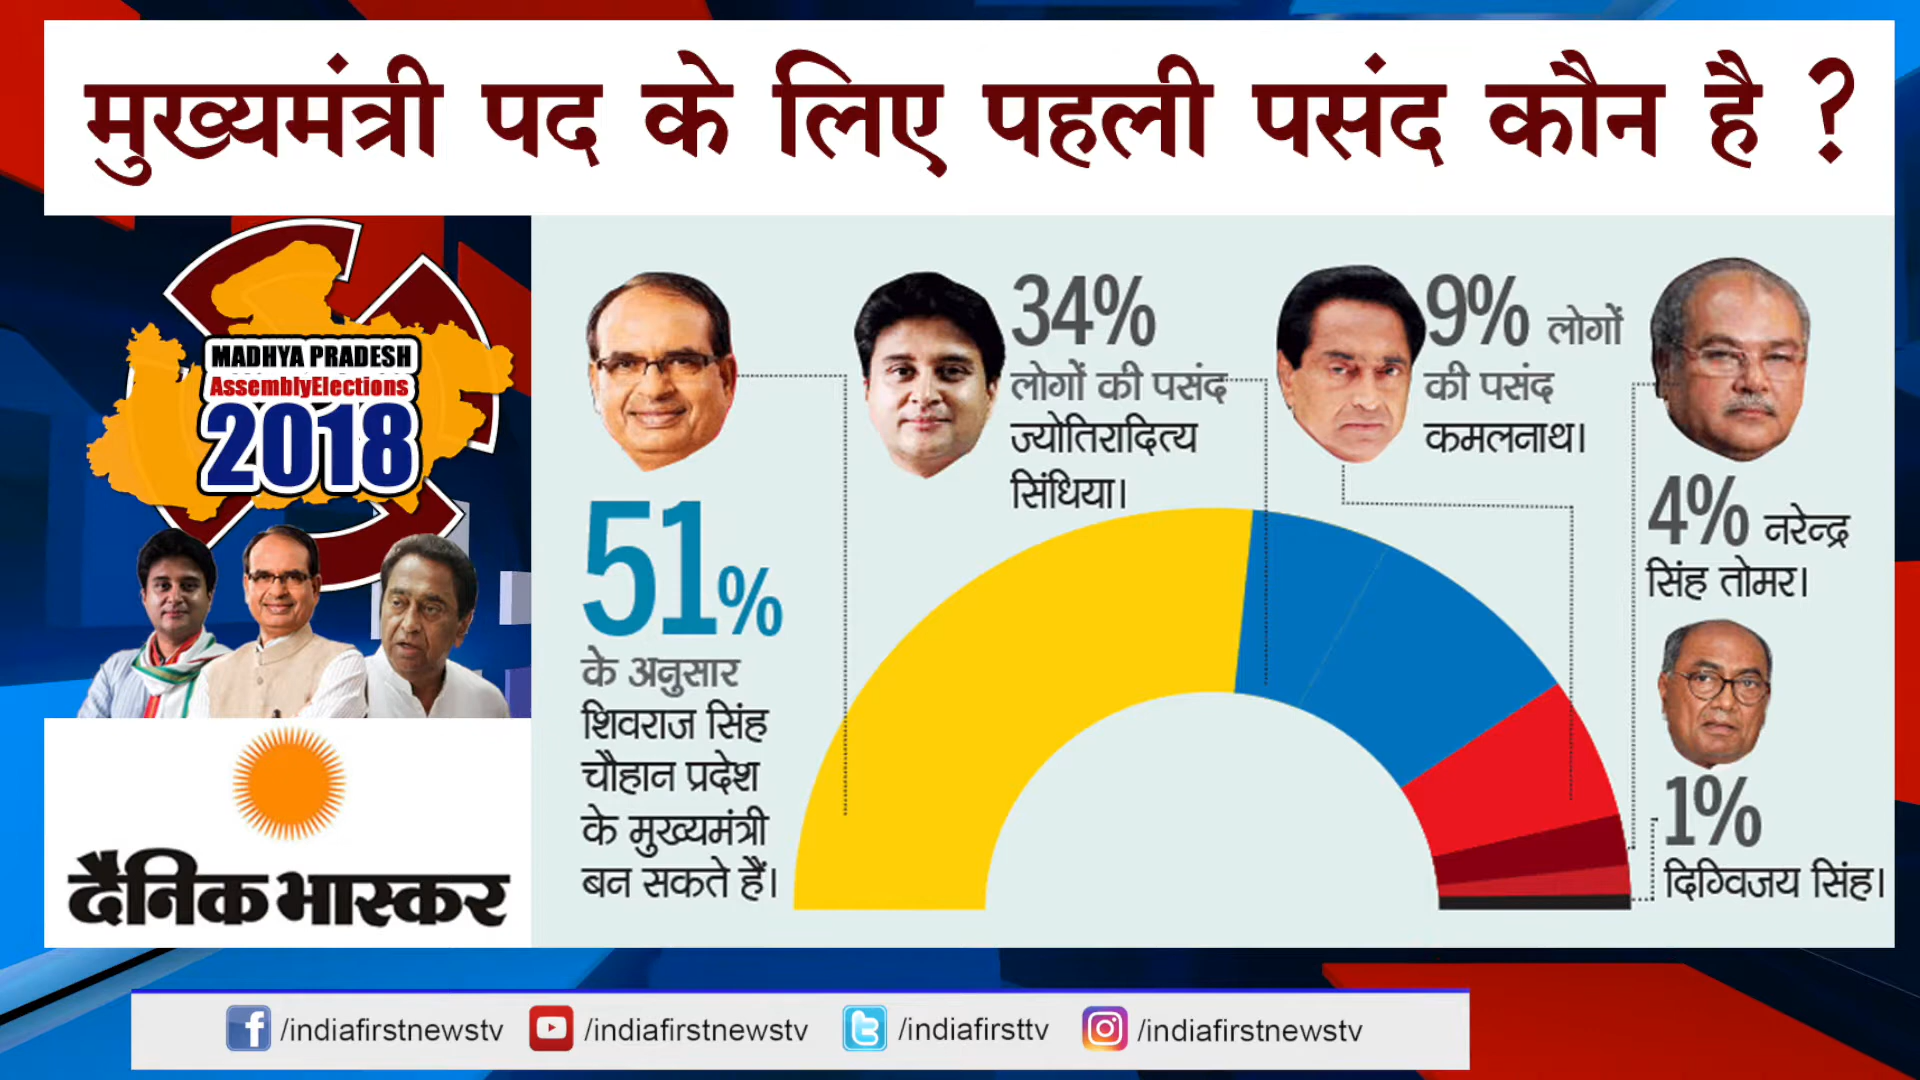 मुख्यमंत्री पद के लिए पहली पसंद कौन है ?
MADHYA PRADESH
AssemblyElections
2018
दैनिक भास्कर
51%
के अनुसार
शिवराज सिंह
चौहान प्रदेश
के मुख्यमंत्री
बन सकते हैं।
34%
लोगों की पसंद
ज्योतिरादित्य
सिंधिया।
9% लोगों
की पसंद
कमलनाथ।
4% नरेन्द्र
सिंह तोमर।
1%
दिग्विजय सिंह।
/indiafirstnewstv /indiafirstnewstv /indiafirsttv /indiafirstnewstv